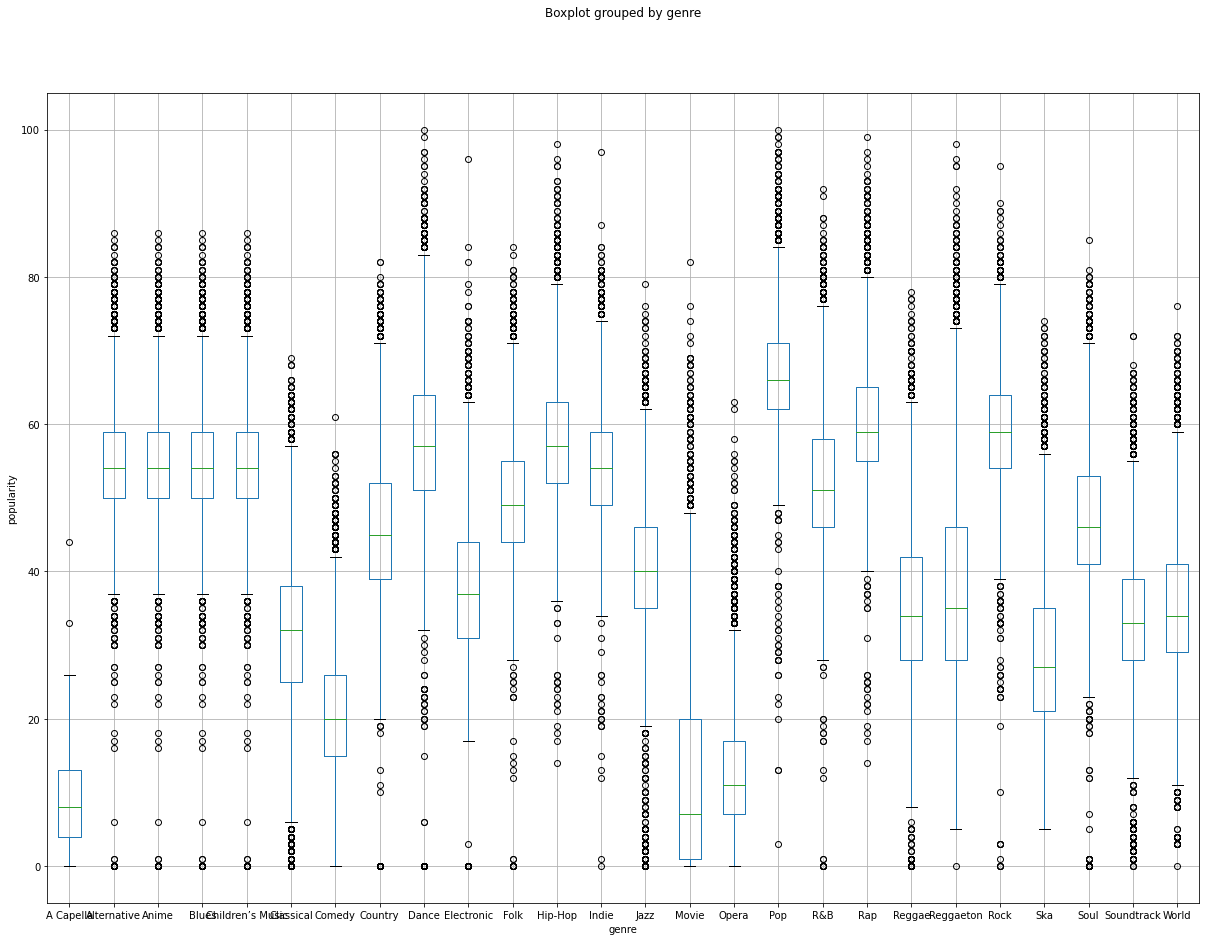 Boxplot grouped by genre
100
80
60
40
20
0
popularity
A Capella Alternative Anime Blues Children’s Music Classical Comedy Country Dance Electronic Folk Hip-Hop Indie Jazz Movie Opera Pop R&B Rap Reggae Reggaeton Rock Ska Soul Soundtrack World
genre